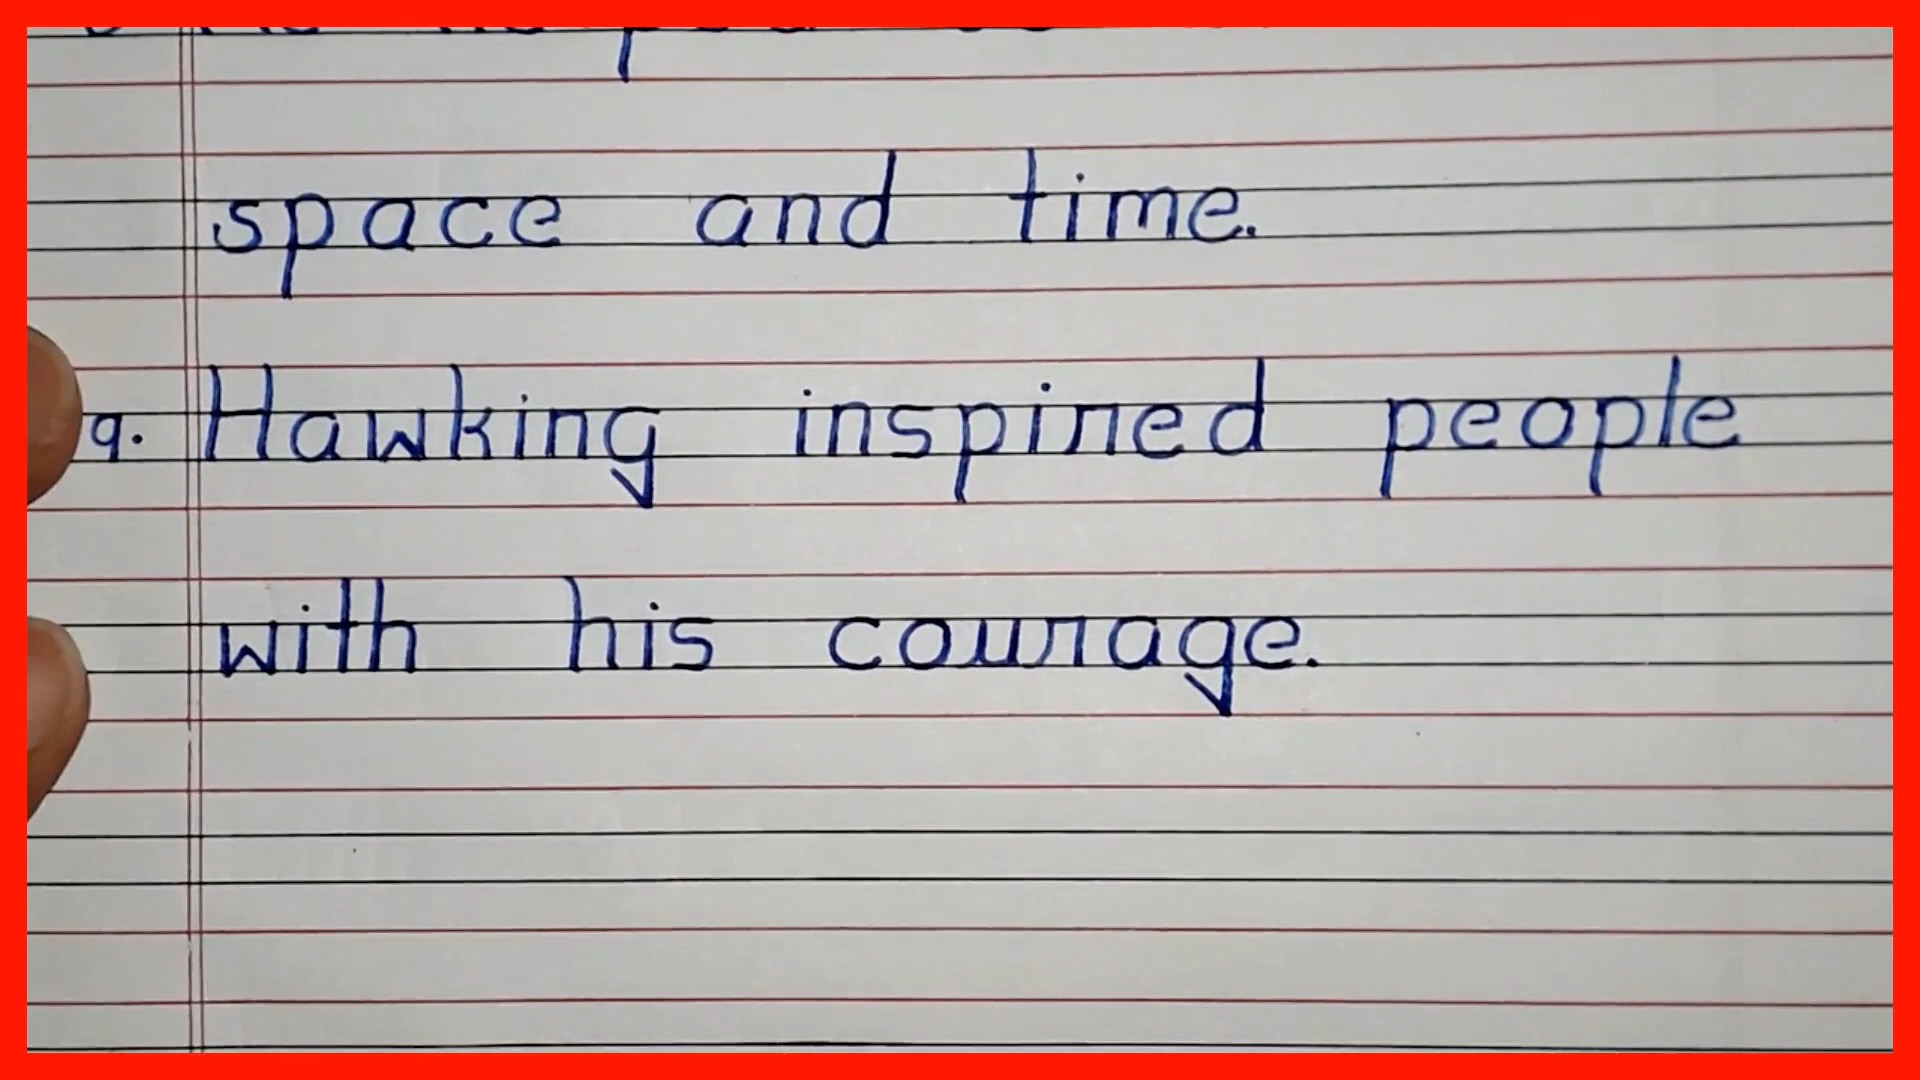 space and time.
9. Hawking inspired people
with his courage.